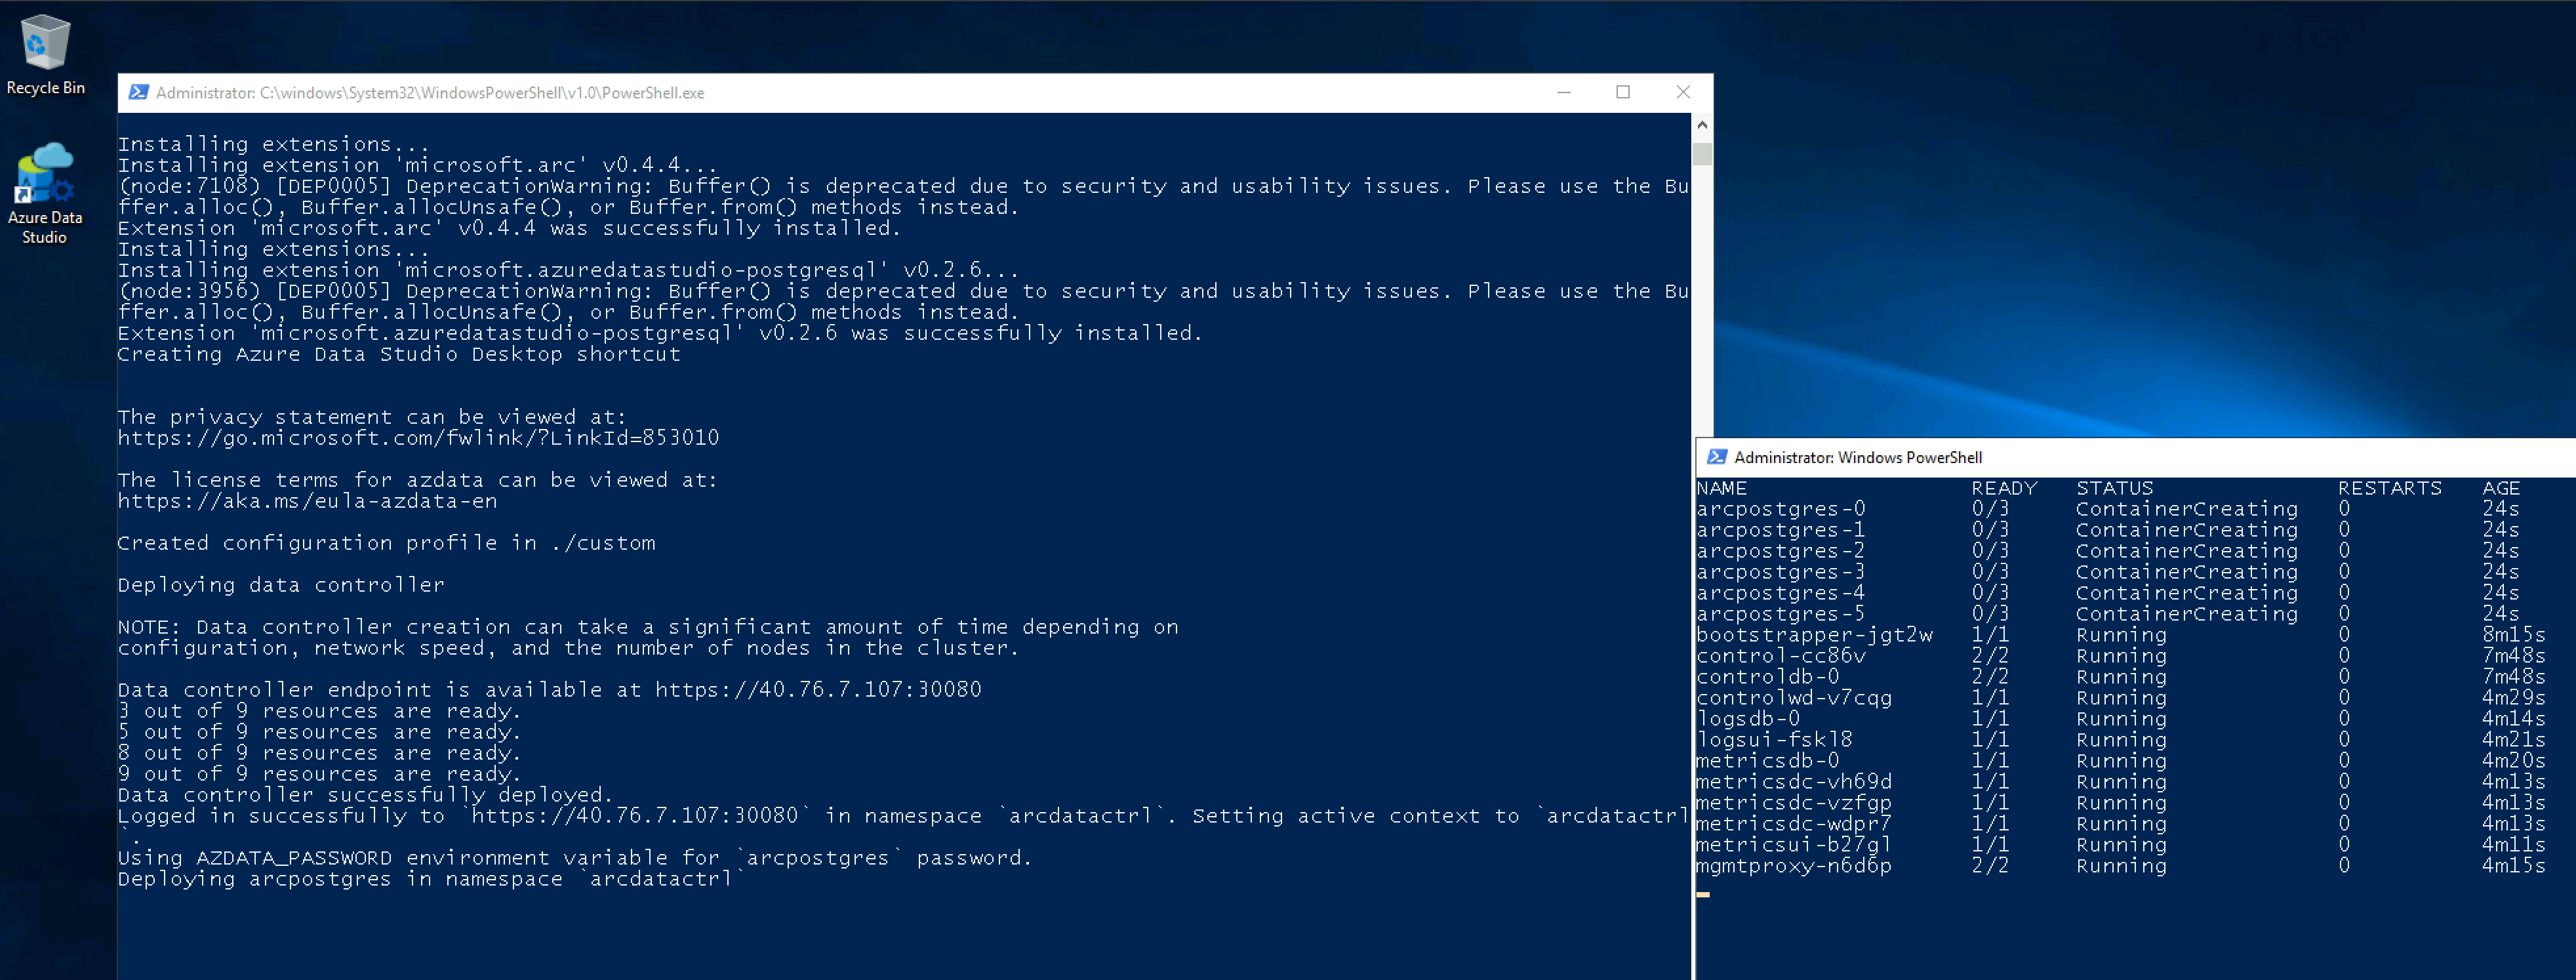 Recycle Bin
Azure Data
Studio
Administrator: C:\windows\System32\WindowsPowerShell\v1.0\PowerShell.exe
Installing extensions...
Installing extension 'microsoft.arc' v0.4.4...
(node:7108) [DEP0005] DeprecationWarning: Buffer() is deprecated due to security and usability issues. Please use the Bu
ffer.alloc(), Buffer.allocUnsafe(), or Buffer.from() methods instead.
Extension 'microsoft.arc' v0.4.4 was successfully installed.
Installing extensions...
Installing extension 'microsoft.azuredatastudio-postgresql' v0.2.6...
(node:3956) [DEP0005] DeprecationWarning: Buffer() is deprecated due to security and usability issues. Please use the Bu
ffer.alloc(), Buffer.allocUnsafe(), or Buffer.from() methods instead.
Extension 'microsoft.azuredatastudio-postgresql' v0.2.6 was successfully installed.
Creating Azure Data Studio Desktop shortcut
The privacy statement can be viewed at:
https://go.microsoft.com/fwlink/?LinkId=853010
The license terms for azdata can be viewed at:
https://aka.ms/eula-azdata-en
Created configuration profile in ./custom
Deploying data controller
NOTE: Data controller creation can take a significant amount of time depending on
configuration, network speed, and the number of nodes in the cluster.
Data controller endpoint is available at https://40.76.7.107:30080
3 out of 9 resources are ready.
5 out of 9 resources are ready.
8 out of 9 resources are ready.
9 out of 9 resources are ready.
Data controller successfully deployed.
Logged in successfully to `https://40.76.7.107:30080` in namespace `arcdatactrl`. Setting active context to `arcdatactrl
`.
Using AZDATA_PASSWORD environment variable for `arcpostgres` password.
Deploying arcpostgres in namespace `arcdatactrl`
Administrator: Windows PowerShell
NAME READY STATUS RESTARTS AGE
arcpostgres-0 0/3 ContainerCreating 0 24s
arcpostgres-1 0/3 ContainerCreating 0 24s
arcpostgres-2 0/3 ContainerCreating 0 24s
arcpostgres-3 0/3 ContainerCreating 0 24s
arcpostgres-4 0/3 ContainerCreating 0 24s
arcpostgres-5 0/3 ContainerCreating 0 24s
bootstrapper-jgt2w 1/1 Running 0 8m15s
control-cc86v 2/2 Running 0 7m48s
controldb-0 2/2 Running 0 7m48s
controlwd-v7cqg 1/1 Running 0 4m29s
logsdb-0 1/1 Running 0 4m14s
logsui-fskl8 1/1 Running 0 4m21s
metricsdb-0 1/1 Running 0 4m20s
metricsdc-vh69d 1/1 Running 0 4m13s
metricsdc-vzfgp 1/1 Running 0 4m13s
metricsdc-wdpr7 1/1 Running 0 4m13s
metricsui-b27gl 1/1 Running 0 4m11s
mgmtproxy-n6d6p 2/2 Running 0 4m15s